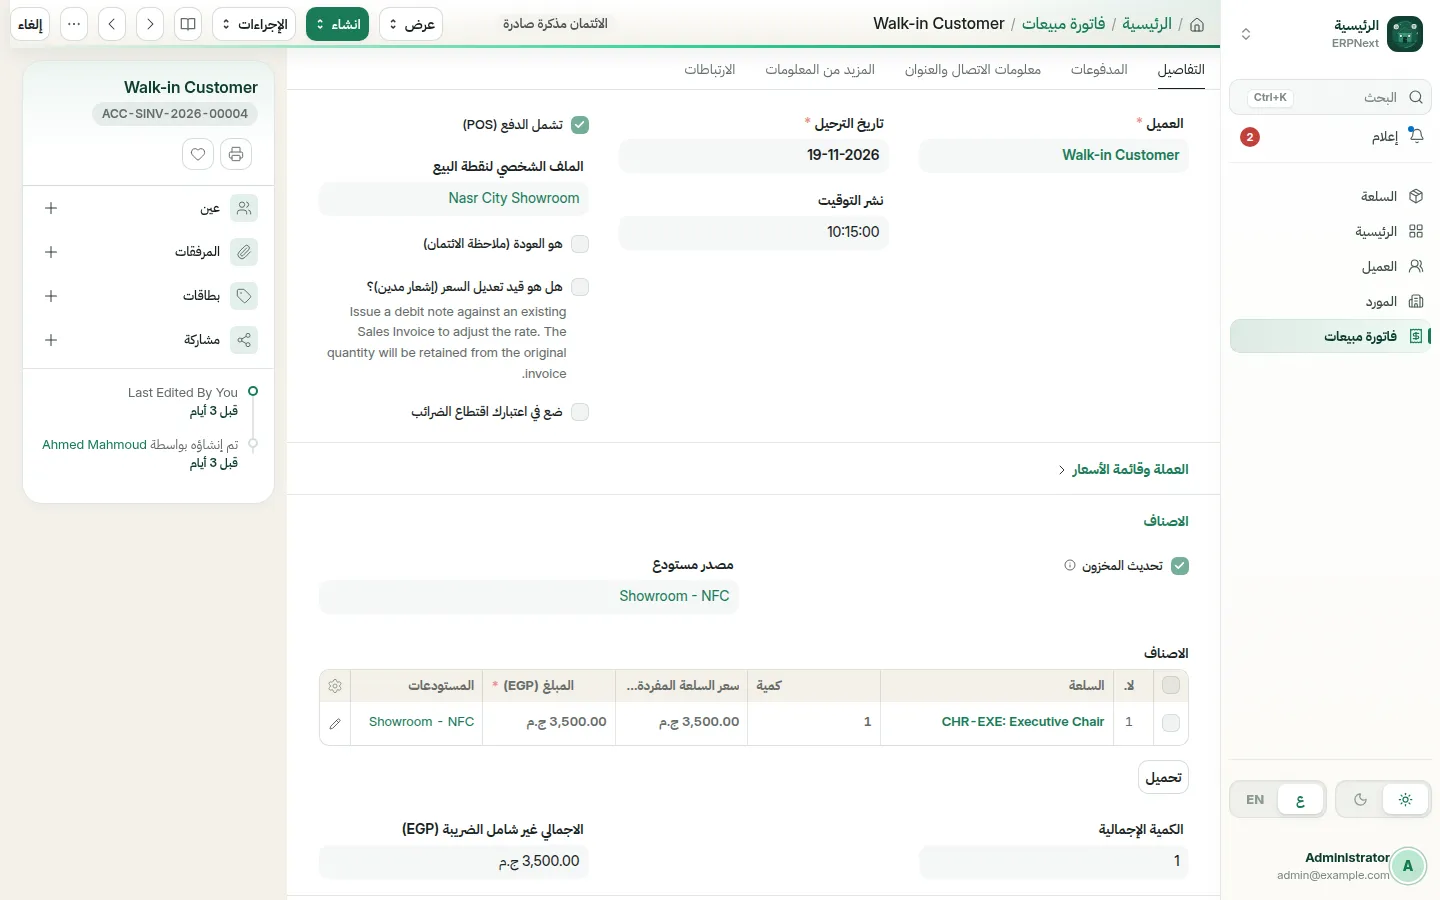 الرئيسية
ERPNext
البحث
Ctrl+K
إعلام
2
السلعة
الرئيسية
العميل
المورد
فاتورة مبيعات
ع
EN
Administrator
admin@example.com
A
الرئيسية / فاتورة مبيعات / Walk-in Customer
الائتمان مذكرة صادرة
عرض
انشاء
الإجراءات
إلغاء
التفاصيل
المدفوعات
معلومات الاتصال والعنوان
المزيد من المعلومات
الارتباطات
العميل *
Walk-in Customer
تاريخ الترحيل *
19-11-2026
نشر التوقيت
10:15:00
تشمل الدفع (POS)
الملف الشخصي لنقطة البيع
Nasr City Showroom
هو العودة (ملاحظة الائتمان)
هل هو قيد تعديل السعر (إشعار مدين)؟
Issue a debit note against an existing
Sales Invoice to adjust the rate. The
quantity will be retained from the original
.invoice
ضع في اعتبارك اقتطاع الضرائب
العملة وقائمة الأسعار
الاصناف
تحديث المخزون
مصدر مستودع
Showroom - NFC
الاصناف
لا.
السلعة
كمية
سعر السلعة المفردة...
المبلغ (EGP) *
المستودعات
1
CHR-EXE: Executive Chair
1
3,500.00 ج.م
3,500.00 ج.م
Showroom - NFC
تحميل
الكمية الإجمالية
1
الاجمالي غير شامل الضريبة (EGP)
3,500.00 ج.م
Walk-in Customer
ACC-SINV-2026-00004
عين
المرفقات
بطاقات
مشاركة
Last Edited By You
قبل 3 أيام
تم إنشاؤه بواسطة Ahmed Mahmoud
قبل 3 أيام